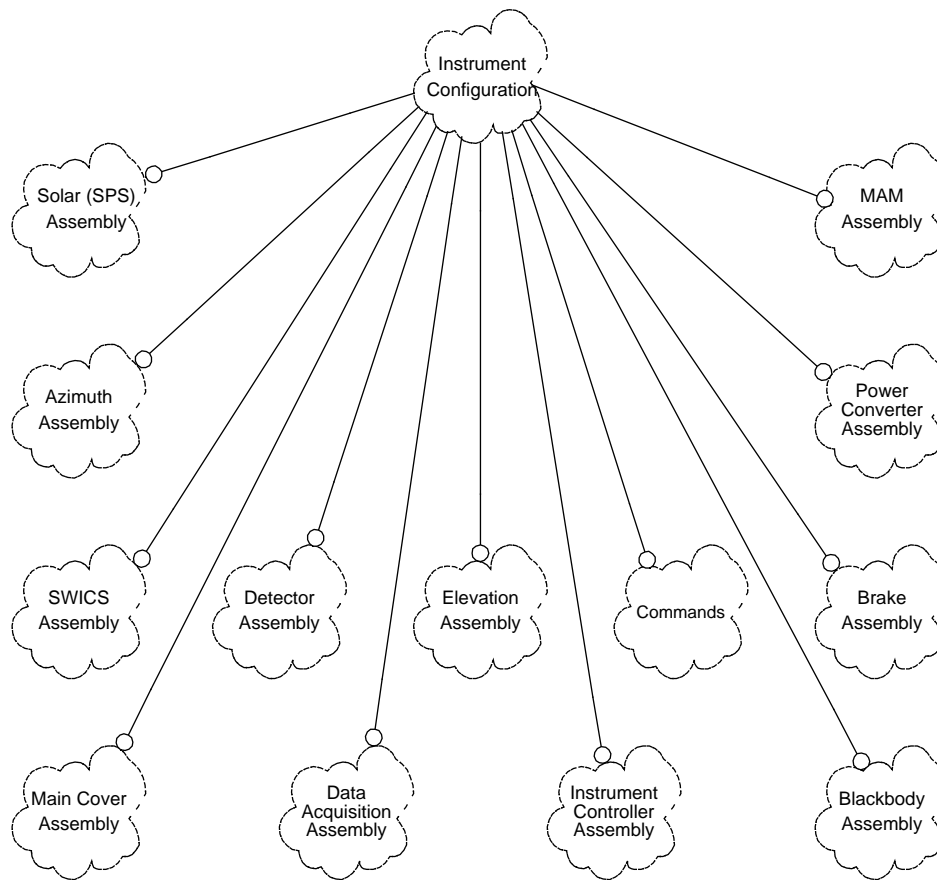 Instrument
Configuration
Solar (SPS)
Assembly
MAM
Assembly
Azimuth
Assembly
Power
Converter
Assembly
SWICS
Assembly
Detector
Assembly
Elevation
Assembly
Commands
Brake
Assembly
Main Cover
Assembly
Data
Acquisition
Assembly
Instrument
Controller
Assembly
Blackbody
Assembly